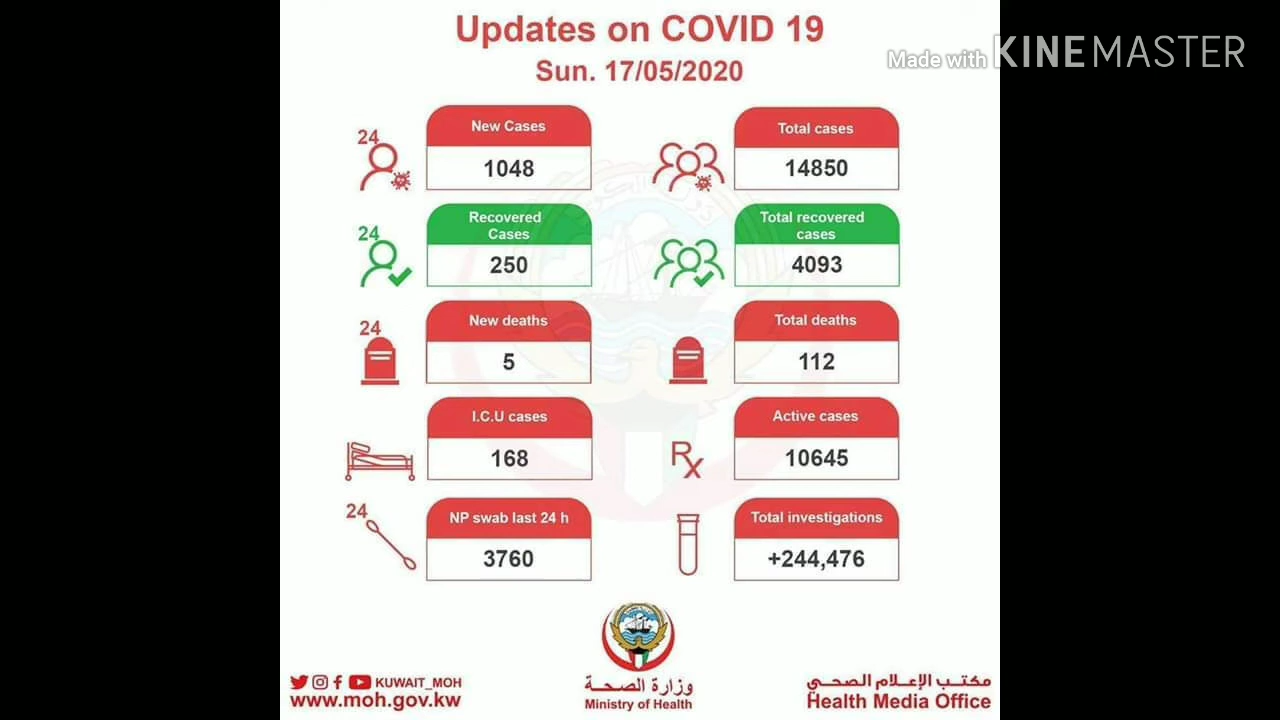 Updates on COVID 19
Made with KINEMASTER
Sun. 17/05/2020
24
New Cases
1048
Total cases
14850
24
Recovered
Cases
250
Total recovered
cases
4093
24
New deaths
5
Total deaths
112
I.C.U cases
168
Rx
Active cases
10645
24
NP swab last 24 h
3760
Total investigations
+244,476
KUWAIT_MOH
www.moh.gov.kw
وزارة الصحة
Ministry of Health
مكتب الإعلام الصحي
Health Media Office